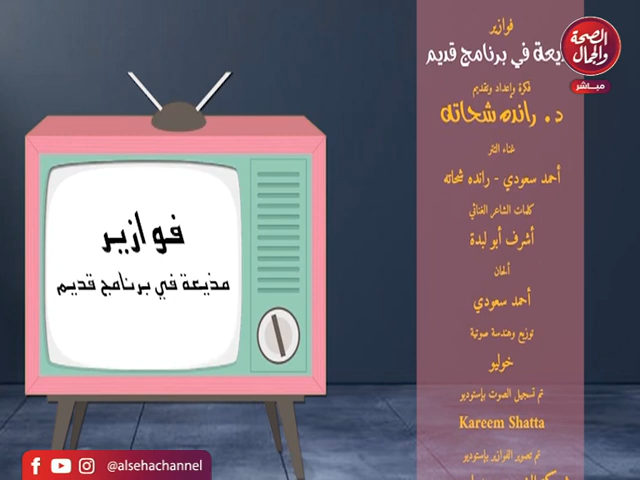 فوازير
مذيعة في برنامج قديم
فوازير
ـذيعة في برنامج قديم
فكرة وإعداد وتقديم
د. رانده شحاته
غناء التتر
أحمد سعودي - رانده شحاته
كلمات الشاعر الغنائي
أشرف أبو لبدة
ألحان
أحمد سعودي
توزيع وهندسة صوتية
خوليو
تم تسجيل الصوت بإستوديو
Kareem Shatta
تم تصوير الفوازير بإستوديو
الصحة
والجمال
مباشر
@alsehachannel